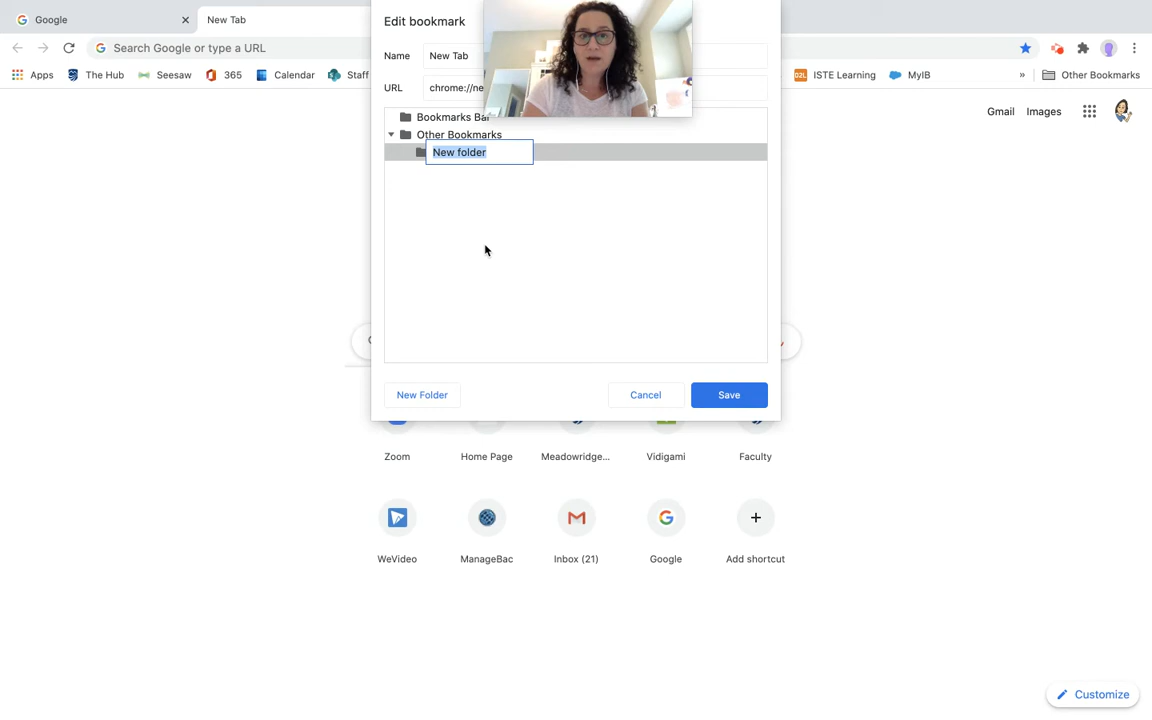 Google
New Tab
Search Google or type a URL
Apps
The Hub
Seesaw
365
Calendar
Staff
ISTE Learning
MyIB
»
Other Bookmarks
Gmail
Images
Edit bookmark
Name
New Tab
URL
chrome://ne
Bookmarks Ba
Other Bookmarks
New folder
New Folder
Cancel
Save
Zoom
Home Page
Meadowridge...
Vidigami
Faculty
WeVideo
ManageBac
Inbox (21)
Google
Add shortcut
Customize